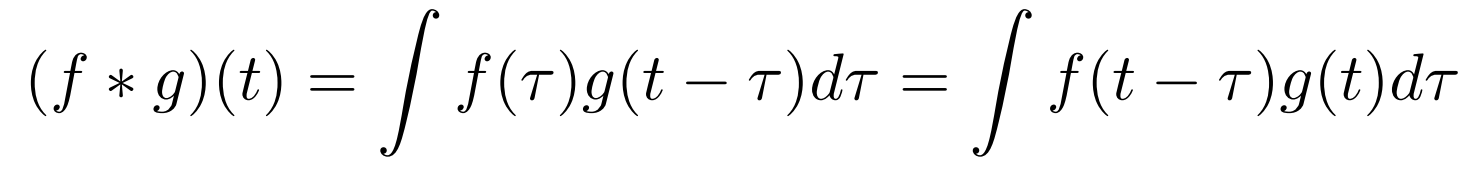 (f ∗ g)(t) = ∫ f(τ)g(t − τ)dτ = ∫ f(t − τ)g(t)dτ